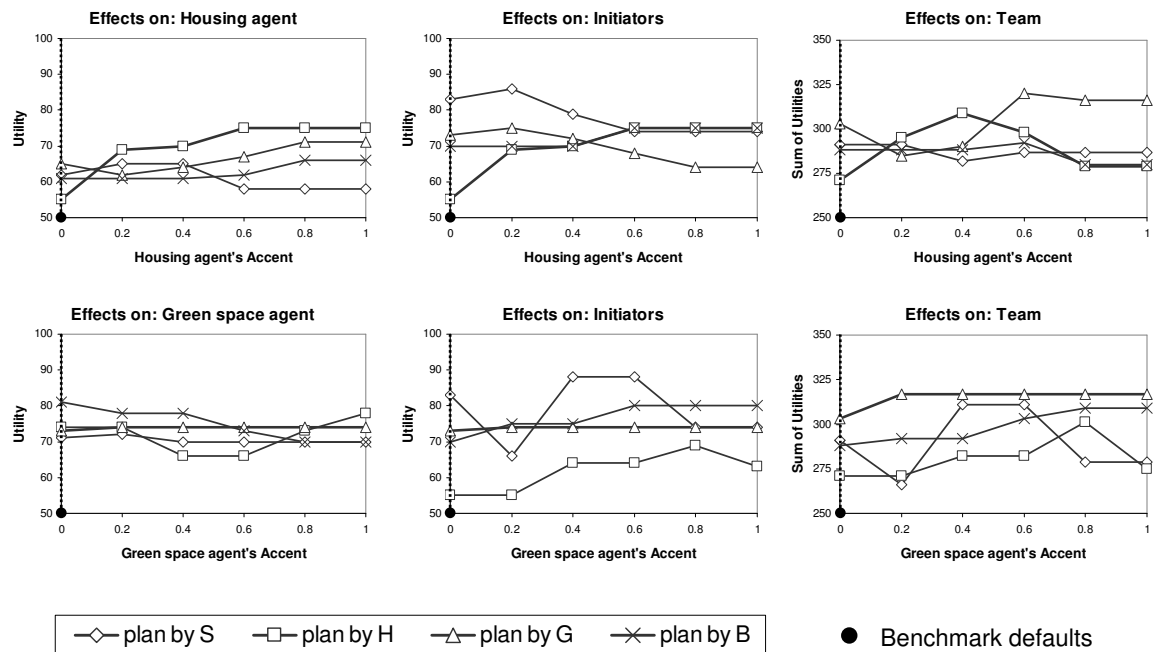 Effects on: Housing agent
100
90
80
70
60
50
Utility
0 0.2 0.4 0.6 0.8 1
Housing agent's Accent
Effects on: Initiators
100
90
80
70
60
50
Utility
0 0.2 0.4 0.6 0.8 1
Housing agent's Accent
Effects on: Team
350
325
300
275
250
Sum of Utilities
0 0.2 0.4 0.6 0.8 1
Housing agent's Accent
Effects on: Green space agent
100
90
80
70
60
50
Utility
0 0.2 0.4 0.6 0.8 1
Green space agent's Accent
Effects on: Initiators
100
90
80
70
60
50
Utility
0 0.2 0.4 0.6 0.8 1
Green space agent's Accent
Effects on: Team
350
325
300
275
250
Sum of Utilities
0 0.2 0.4 0.6 0.8 1
Green space agent's Accent
plan by S plan by H plan by G plan by B Benchmark defaults